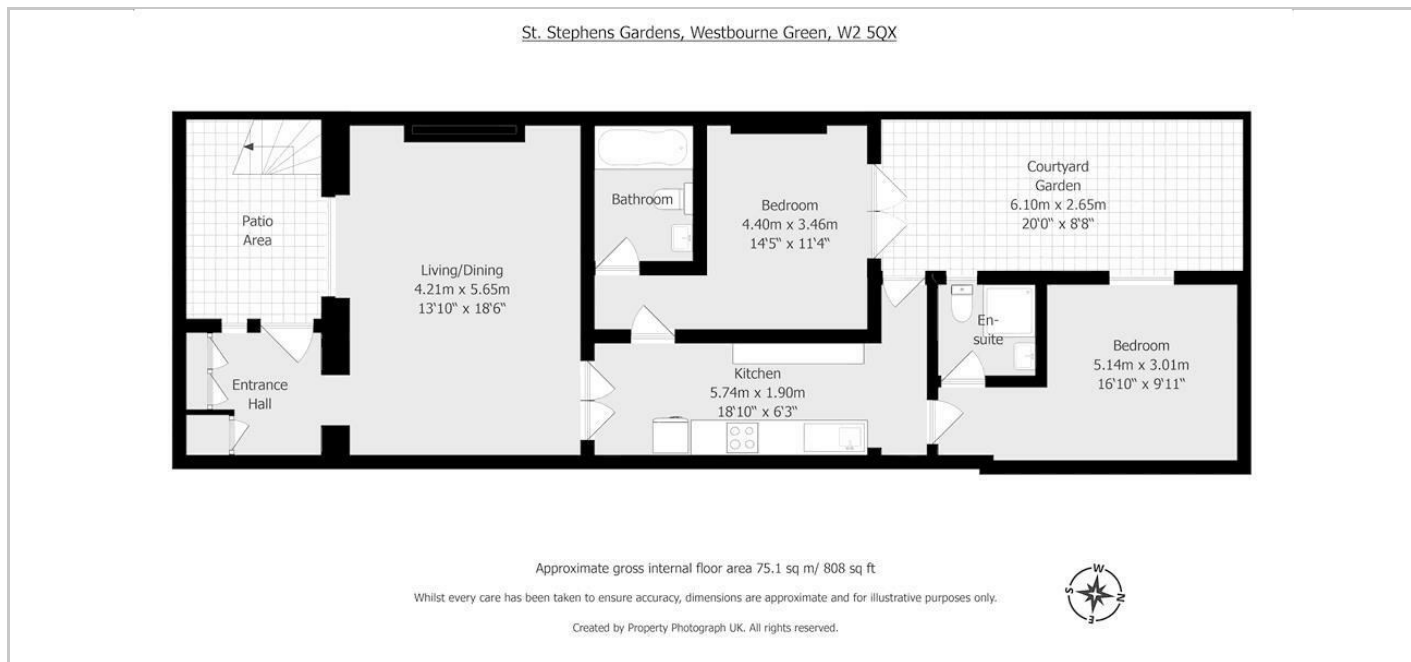 St. Stephens Gardens, Westbourne Green, W2 5QX
Patio
Area
Living/Dining
4.21m x 5.65m
13'10" x 18'6"
Entrance
Hall
Bathroom
Bedroom
4.40m x 3.46m
14'5" x 11'4"
Kitchen
5.74m x 1.90m
18'10" x 6'3"
Courtyard
Garden
6.10m x 2.65m
20'0" x 8'8"
En-
suite
Bedroom
5.14m x 3.01m
16'10" x 9'11"
Approximate gross internal floor area 75.1 sq m/ 808 sq ft
Whilst every care has been taken to ensure accuracy, dimensions are approximate and for illustrative purposes only.
Created by Property Photograph UK. All rights reserved.
W
S
N
E